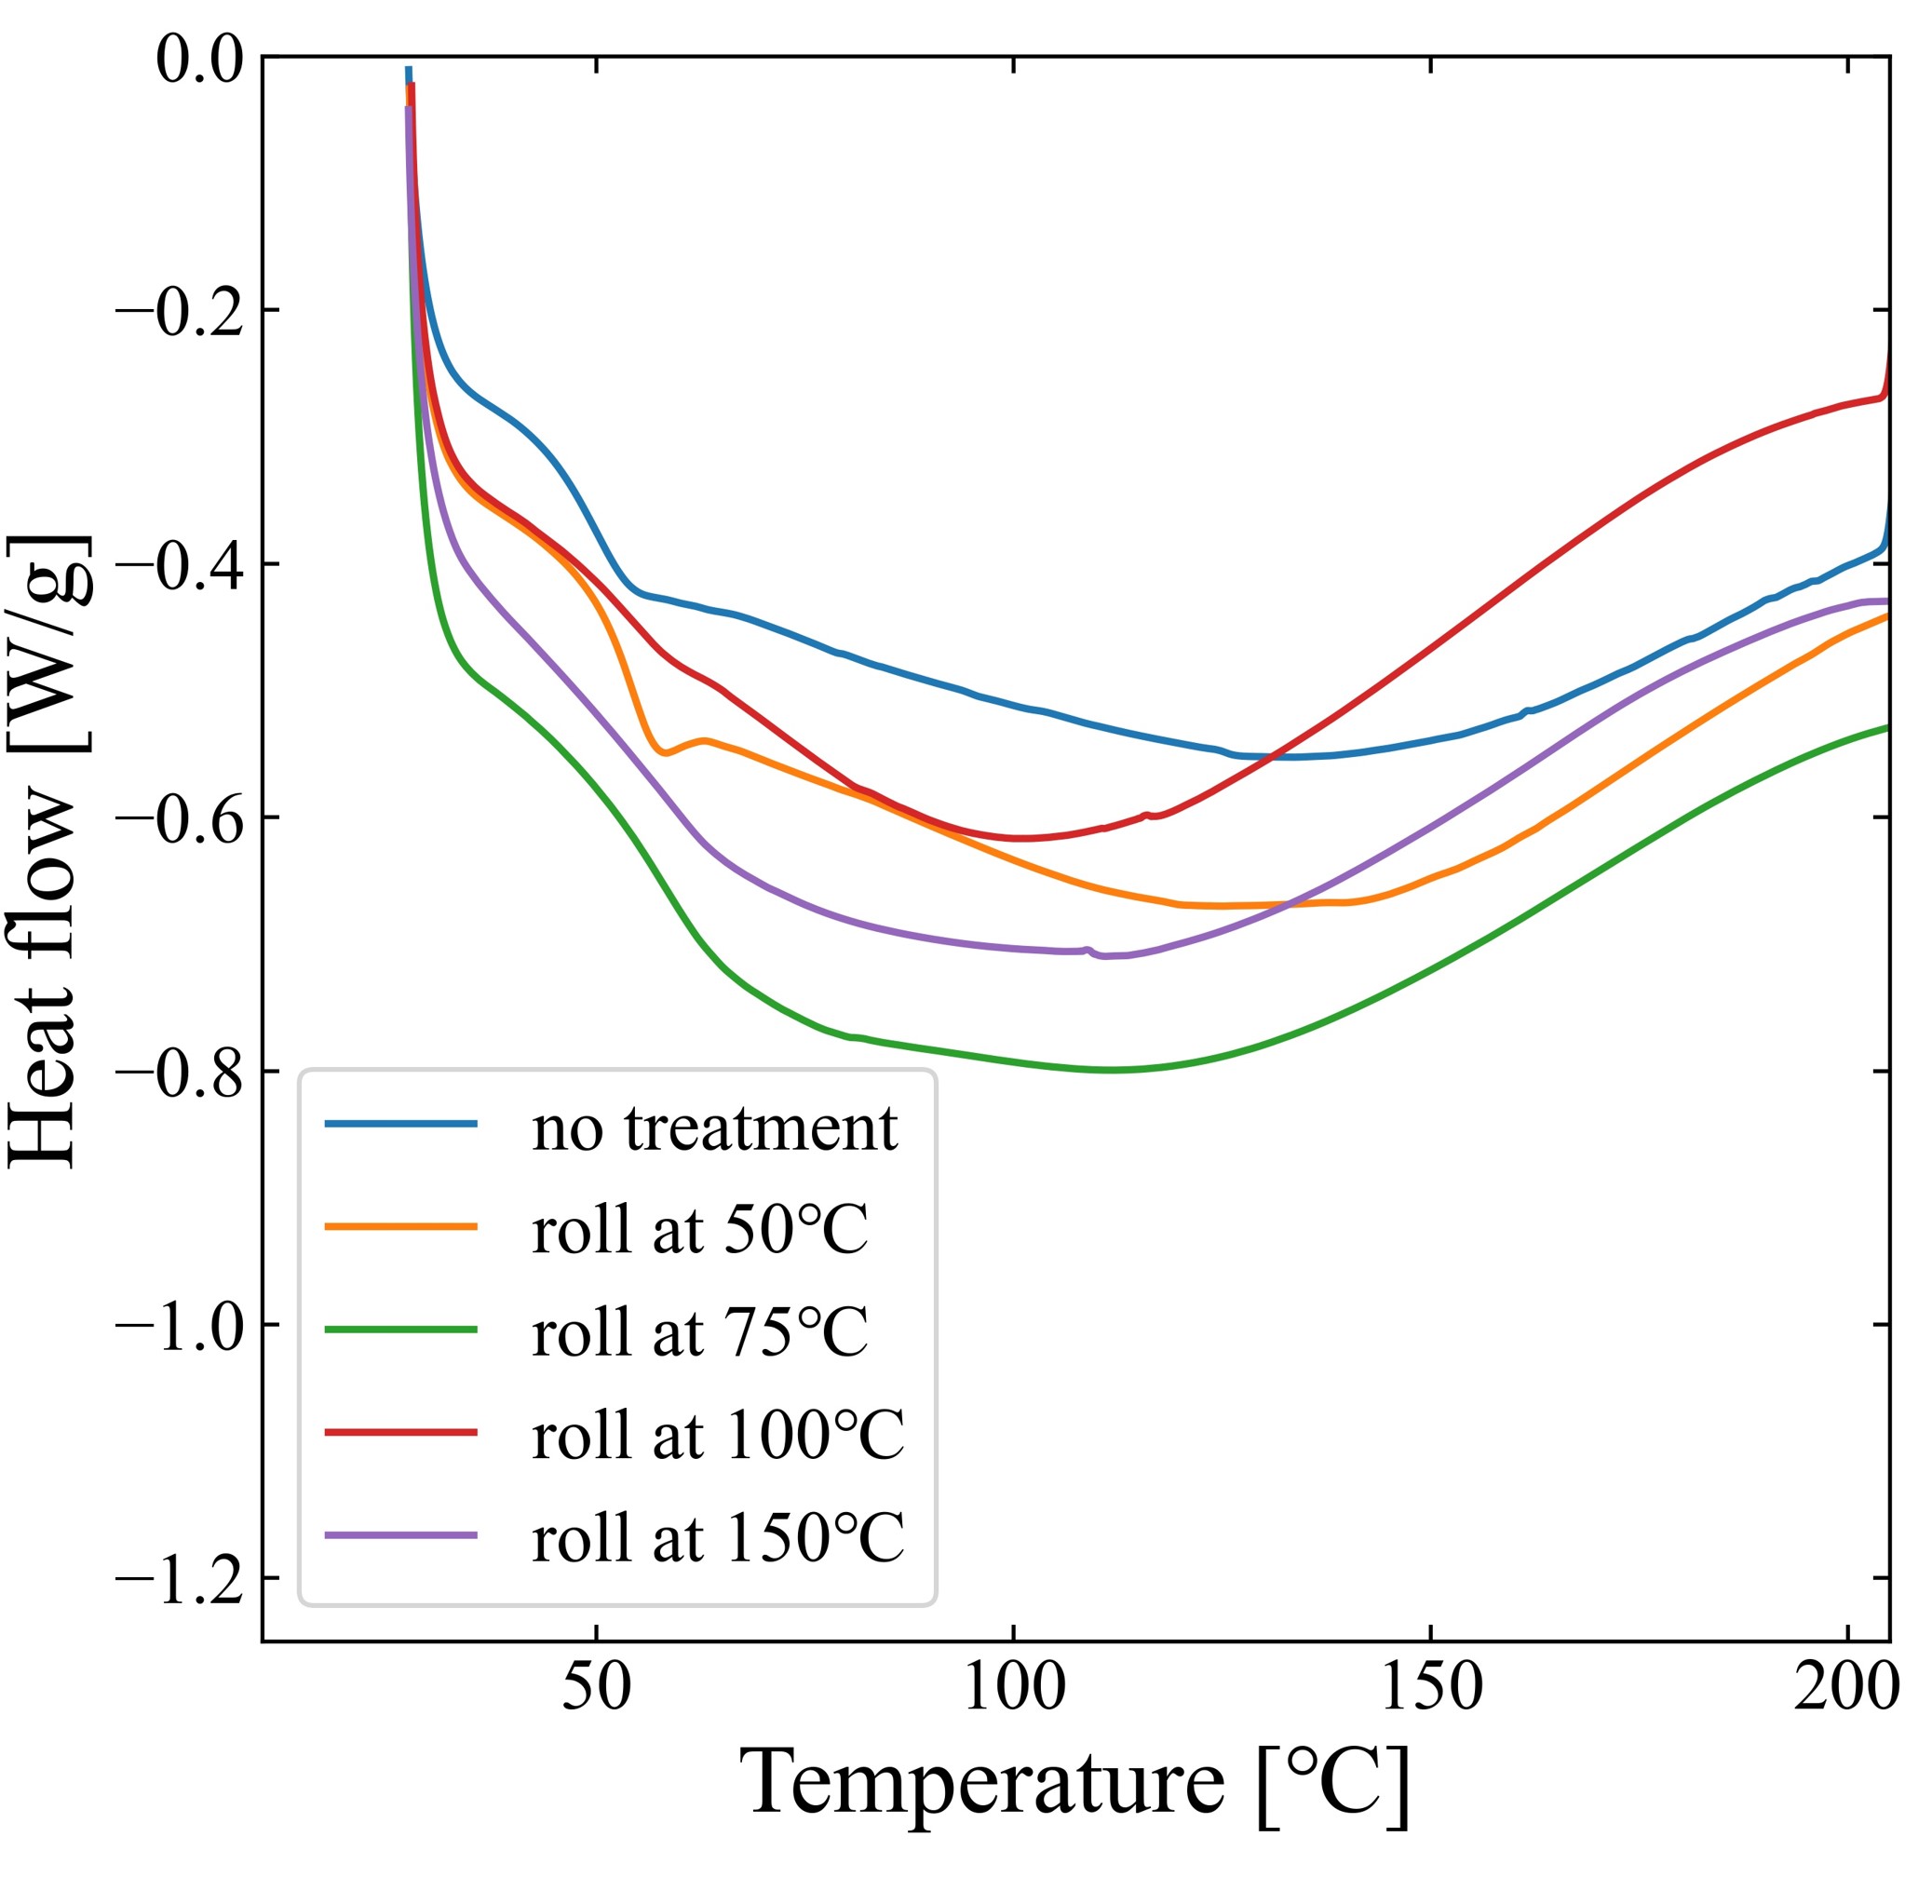 0.0
−0.2
−0.4
−0.6
−0.8
−1.0
−1.2
Heat flow [W/g]
no treatment
roll at 50°C
roll at 75°C
roll at 100°C
roll at 150°C
50 100 150 200
Temperature [°C]